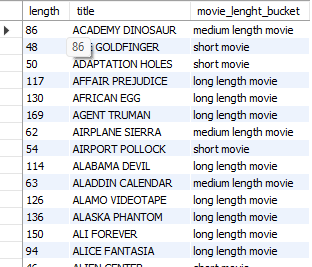 length title movie_lenght_bucket
86 ACADEMY DINOSAUR medium length movie
48 86 GOLDFINGER short movie
50 ADAPTATION HOLES short movie
117 AFFAIR PREJUDICE long length movie
130 AFRICAN EGG long length movie
169 AGENT TRUMAN long length movie
62 AIRPLANE SIERRA medium length movie
54 AIRPORT POLLOCK short movie
114 ALABAMA DEVIL long length movie
63 ALADDIN CALENDAR medium length movie
126 ALAMO VIDEOTAPE long length movie
136 ALASKA PHANTOM long length movie
150 ALI FOREVER long length movie
94 ALICE FANTASIA long length movie